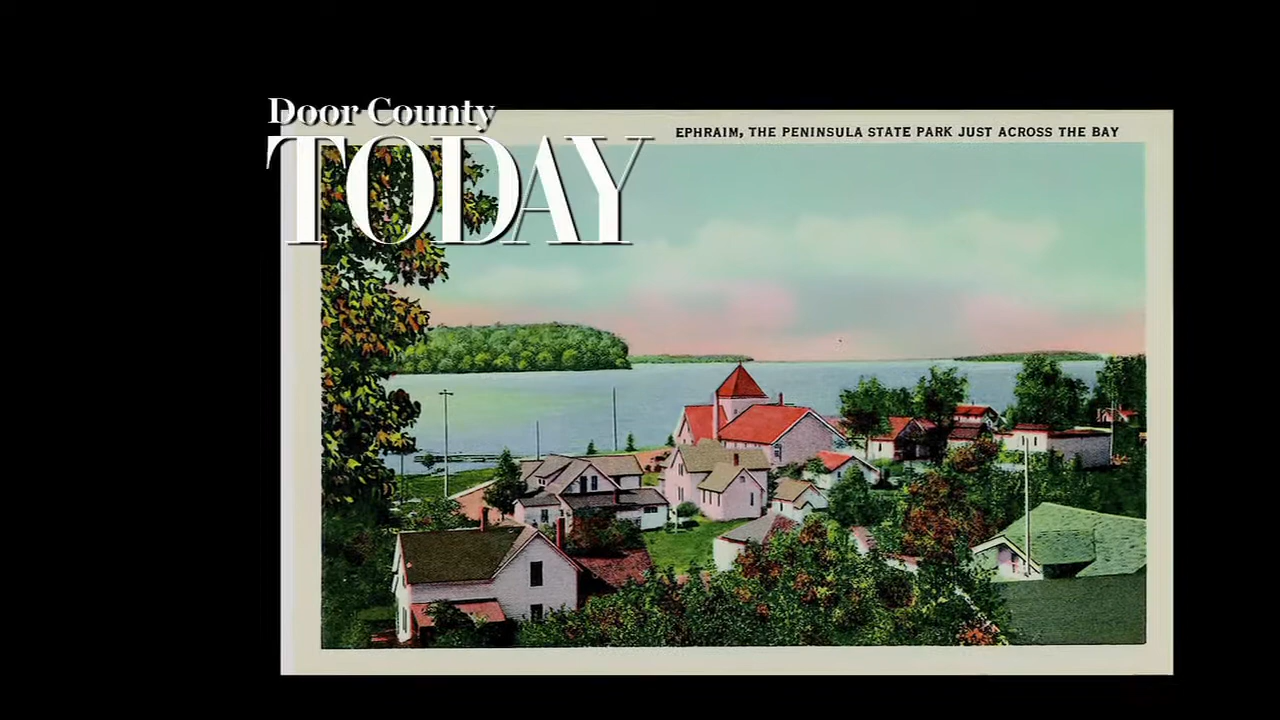 Door County
TODAY
EPHRAIM, THE PENINSULA STATE PARK JUST ACROSS THE BAY